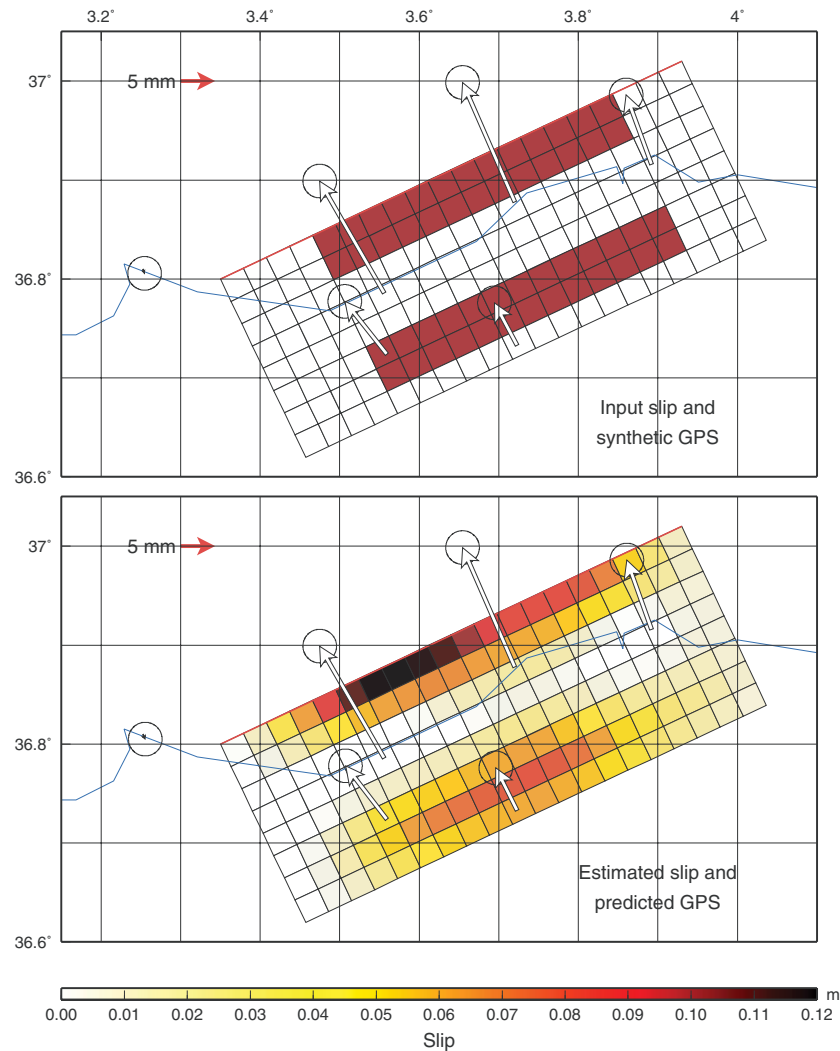 3.2° 3.4° 3.6° 3.8° 4°
37°
5 mm
36.8°
Input slip and
synthetic GPS
36.6°
37°
5 mm
36.8°
Estimated slip and
predicted GPS
36.6°
m
0.00 0.01 0.02 0.03 0.04 0.05 0.06 0.07 0.08 0.09 0.10 0.11 0.12
Slip